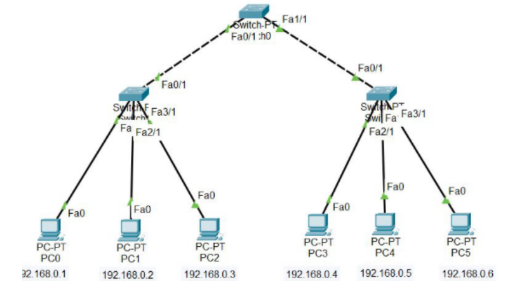 Fa1/1
Switch-PT
Fa0/1
Fa0/1
Fa0/1
Fa3/1
Fa3/1
Fa2/1
Fa2/1
Fa0
Fa0
Fa0
Fa0
Fa0
Fa0
PC-PT
PC-PT
PC-PT
PC-PT
PC-PT
PC-PT
PC0
PC1
PC2
PC3
PC4
PC5
192.168.0.2
192.168.0.3
192.168.0.4
192.168.0.5
192.168.0.6